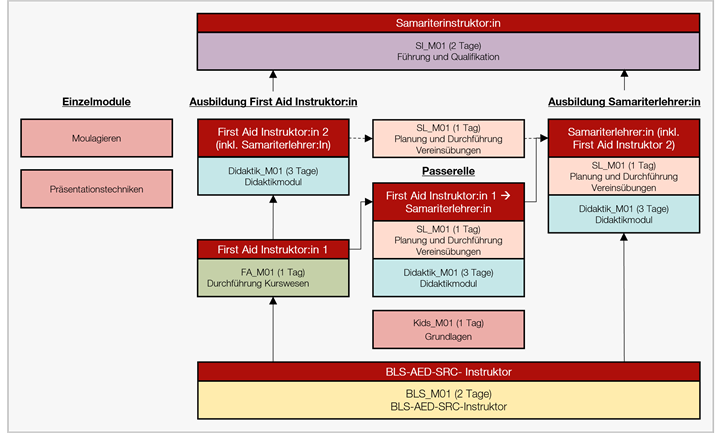 Samariterinstruktor:in
SI_M01 (2 Tage)
Führung und Qualifikation
Einzelmodule
Moulagieren
Präsentationstechniken
Ausbildung First Aid Instruktor:in
First Aid Instruktor:in 2
(inkl. Samariterlehrer:In)
Didaktik_M01 (3 Tage)
Didaktikmodul
First Aid Instruktor:in 1
FA_M01 (1 Tag)
Durchführung Kurswesen
SL_M01 (1 Tag)
Planung und Durchführung
Vereinsübungen
Passerelle
First Aid Instruktor:in 1 →
Samariterlehrer:in
SL_M01 (1 Tag)
Planung und Durchführung
Vereinsübungen
Didaktik_M01 (3 Tage)
Didaktikmodul
Kids_M01 (1 Tag)
Grundlagen
Ausbildung Samariterlehrer:in
Samariterlehrer:in (inkl.
First Aid Instruktor 2)
SL_M01 (1 Tag)
Planung und Durchführung
Vereinsübungen
Didaktik_M01 (3 Tage)
Didaktikmodul
BLS-AED-SRC- Instruktor
BLS_M01 (2 Tage)
BLS-AED-SRC-Instruktor